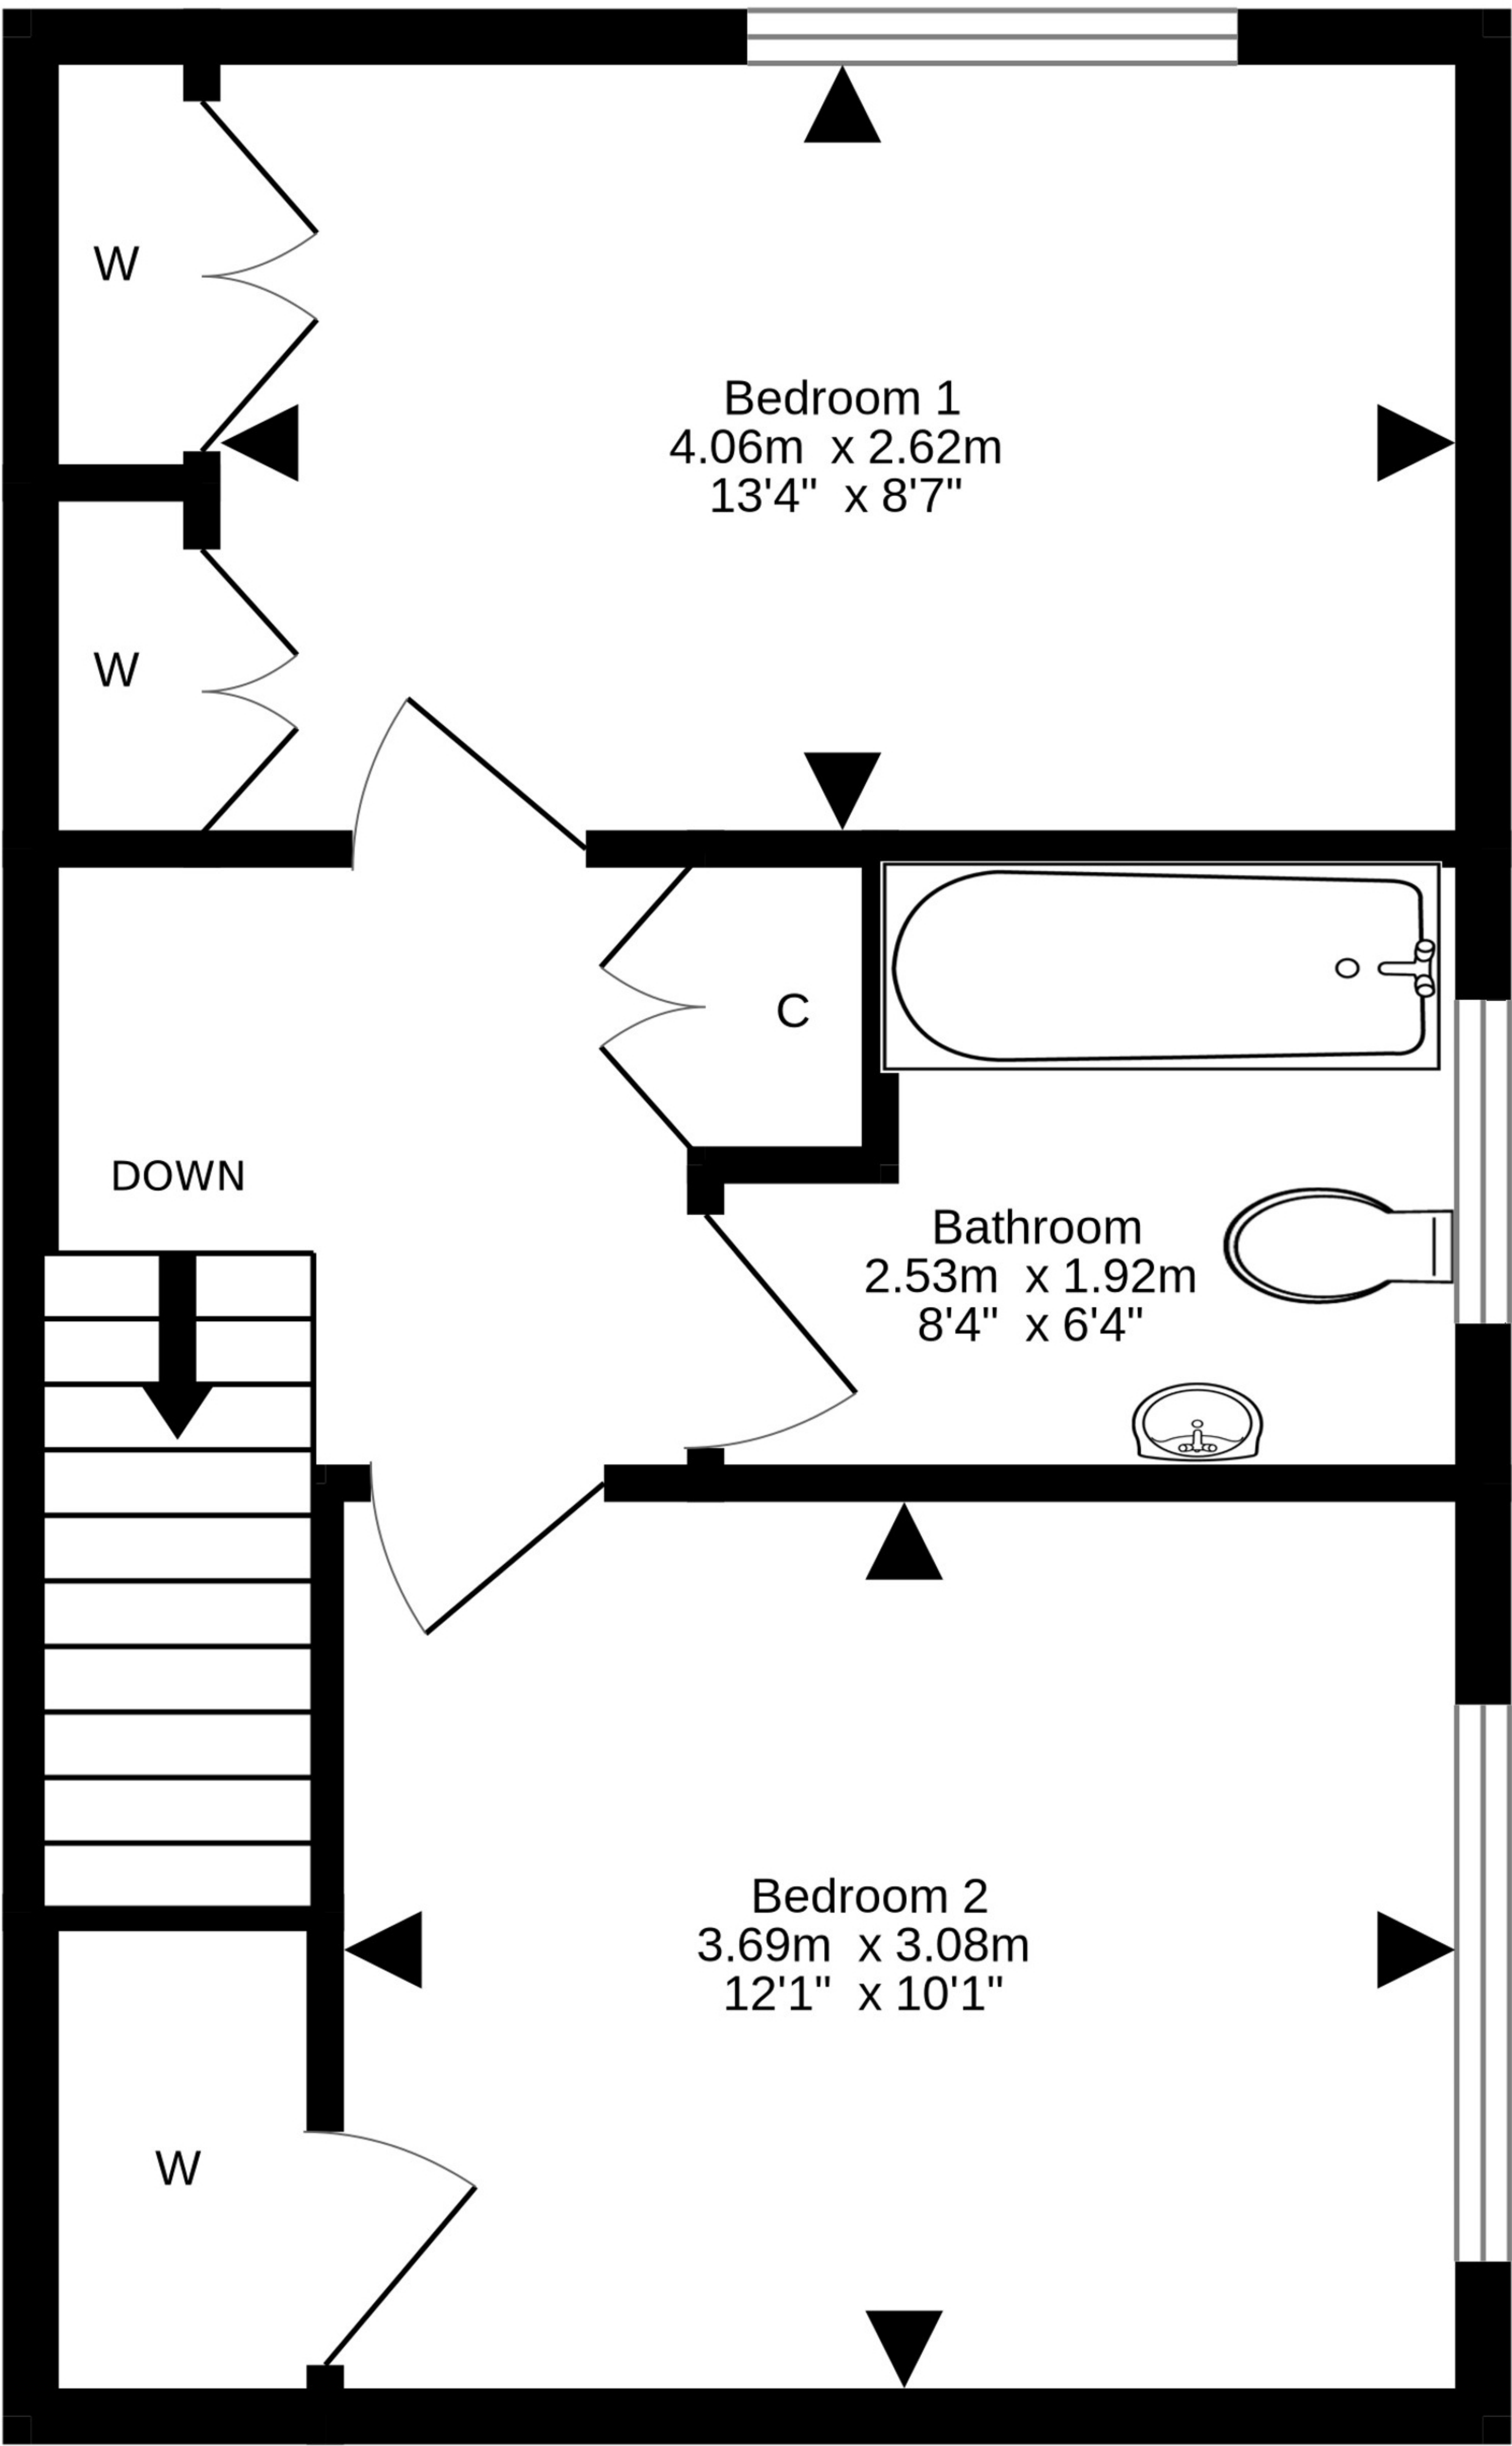 W
Bedroom 1
4.06m x 2.62m
13'4" x 8'7"
W
C
DOWN
Bathroom
2.53m x 1.92m
8'4" x 6'4"
Bedroom 2
3.69m x 3.08m
12'1" x 10'1"
W